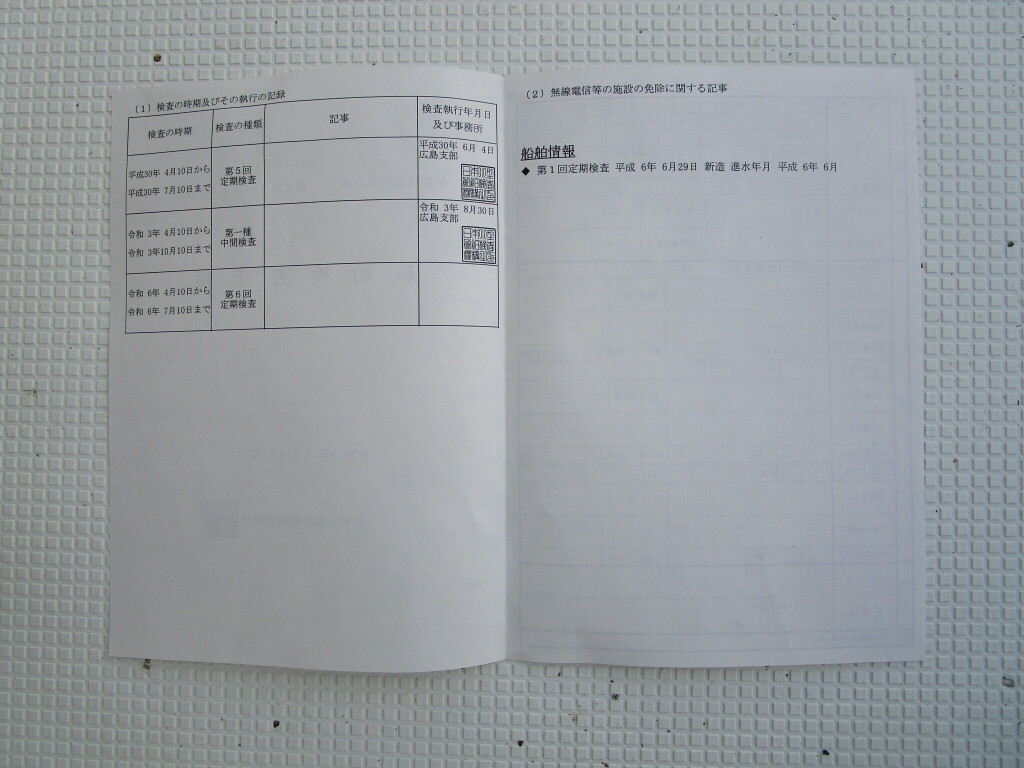 (1) 検査の時期及びその執行の記録
検査の時期 検査の種類 記事 検査執行年月日
及び事務所
平成30年 4月10日から
平成30年 7月10日まで
第5回
定期検査
平成30年 6月 4日
広島支部
令和 3年 4月10日から
令和 3年10月10日まで
第一種
中間検査
令和 3年 8月30日
広島支部
令和 6年 4月10日から
令和 6年 7月10日まで
第6回
定期検査
(2) 無線電信等の施設の免除に関する記事
船舶情報
◆ 第1回定期検査 平成 6年 6月29日 新造 進水年月 平成 6年 6月